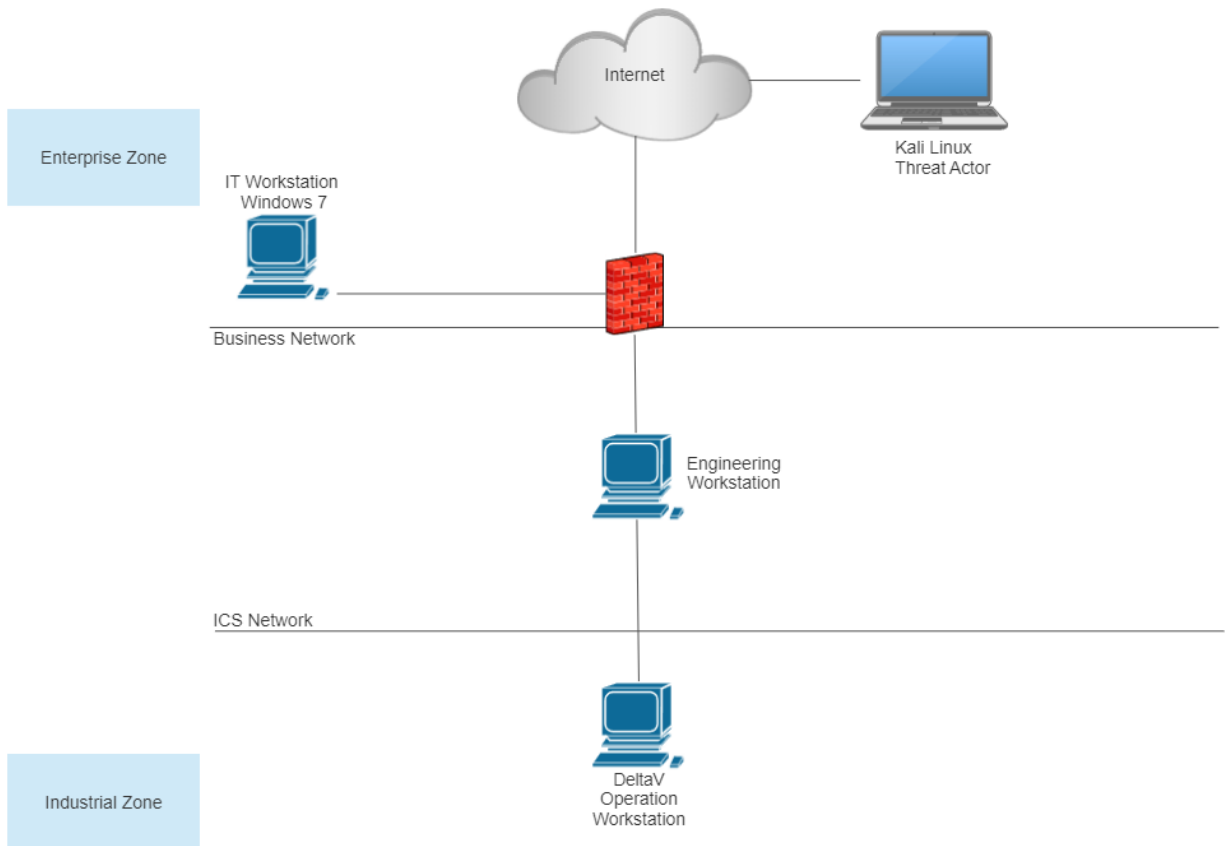 Internet
Kali Linux
Threat Actor
Enterprise Zone
IT Workstation
Windows 7
Business Network
Engineering
Workstation
ICS Network
DeltaV
Operation
Workstation
Industrial Zone